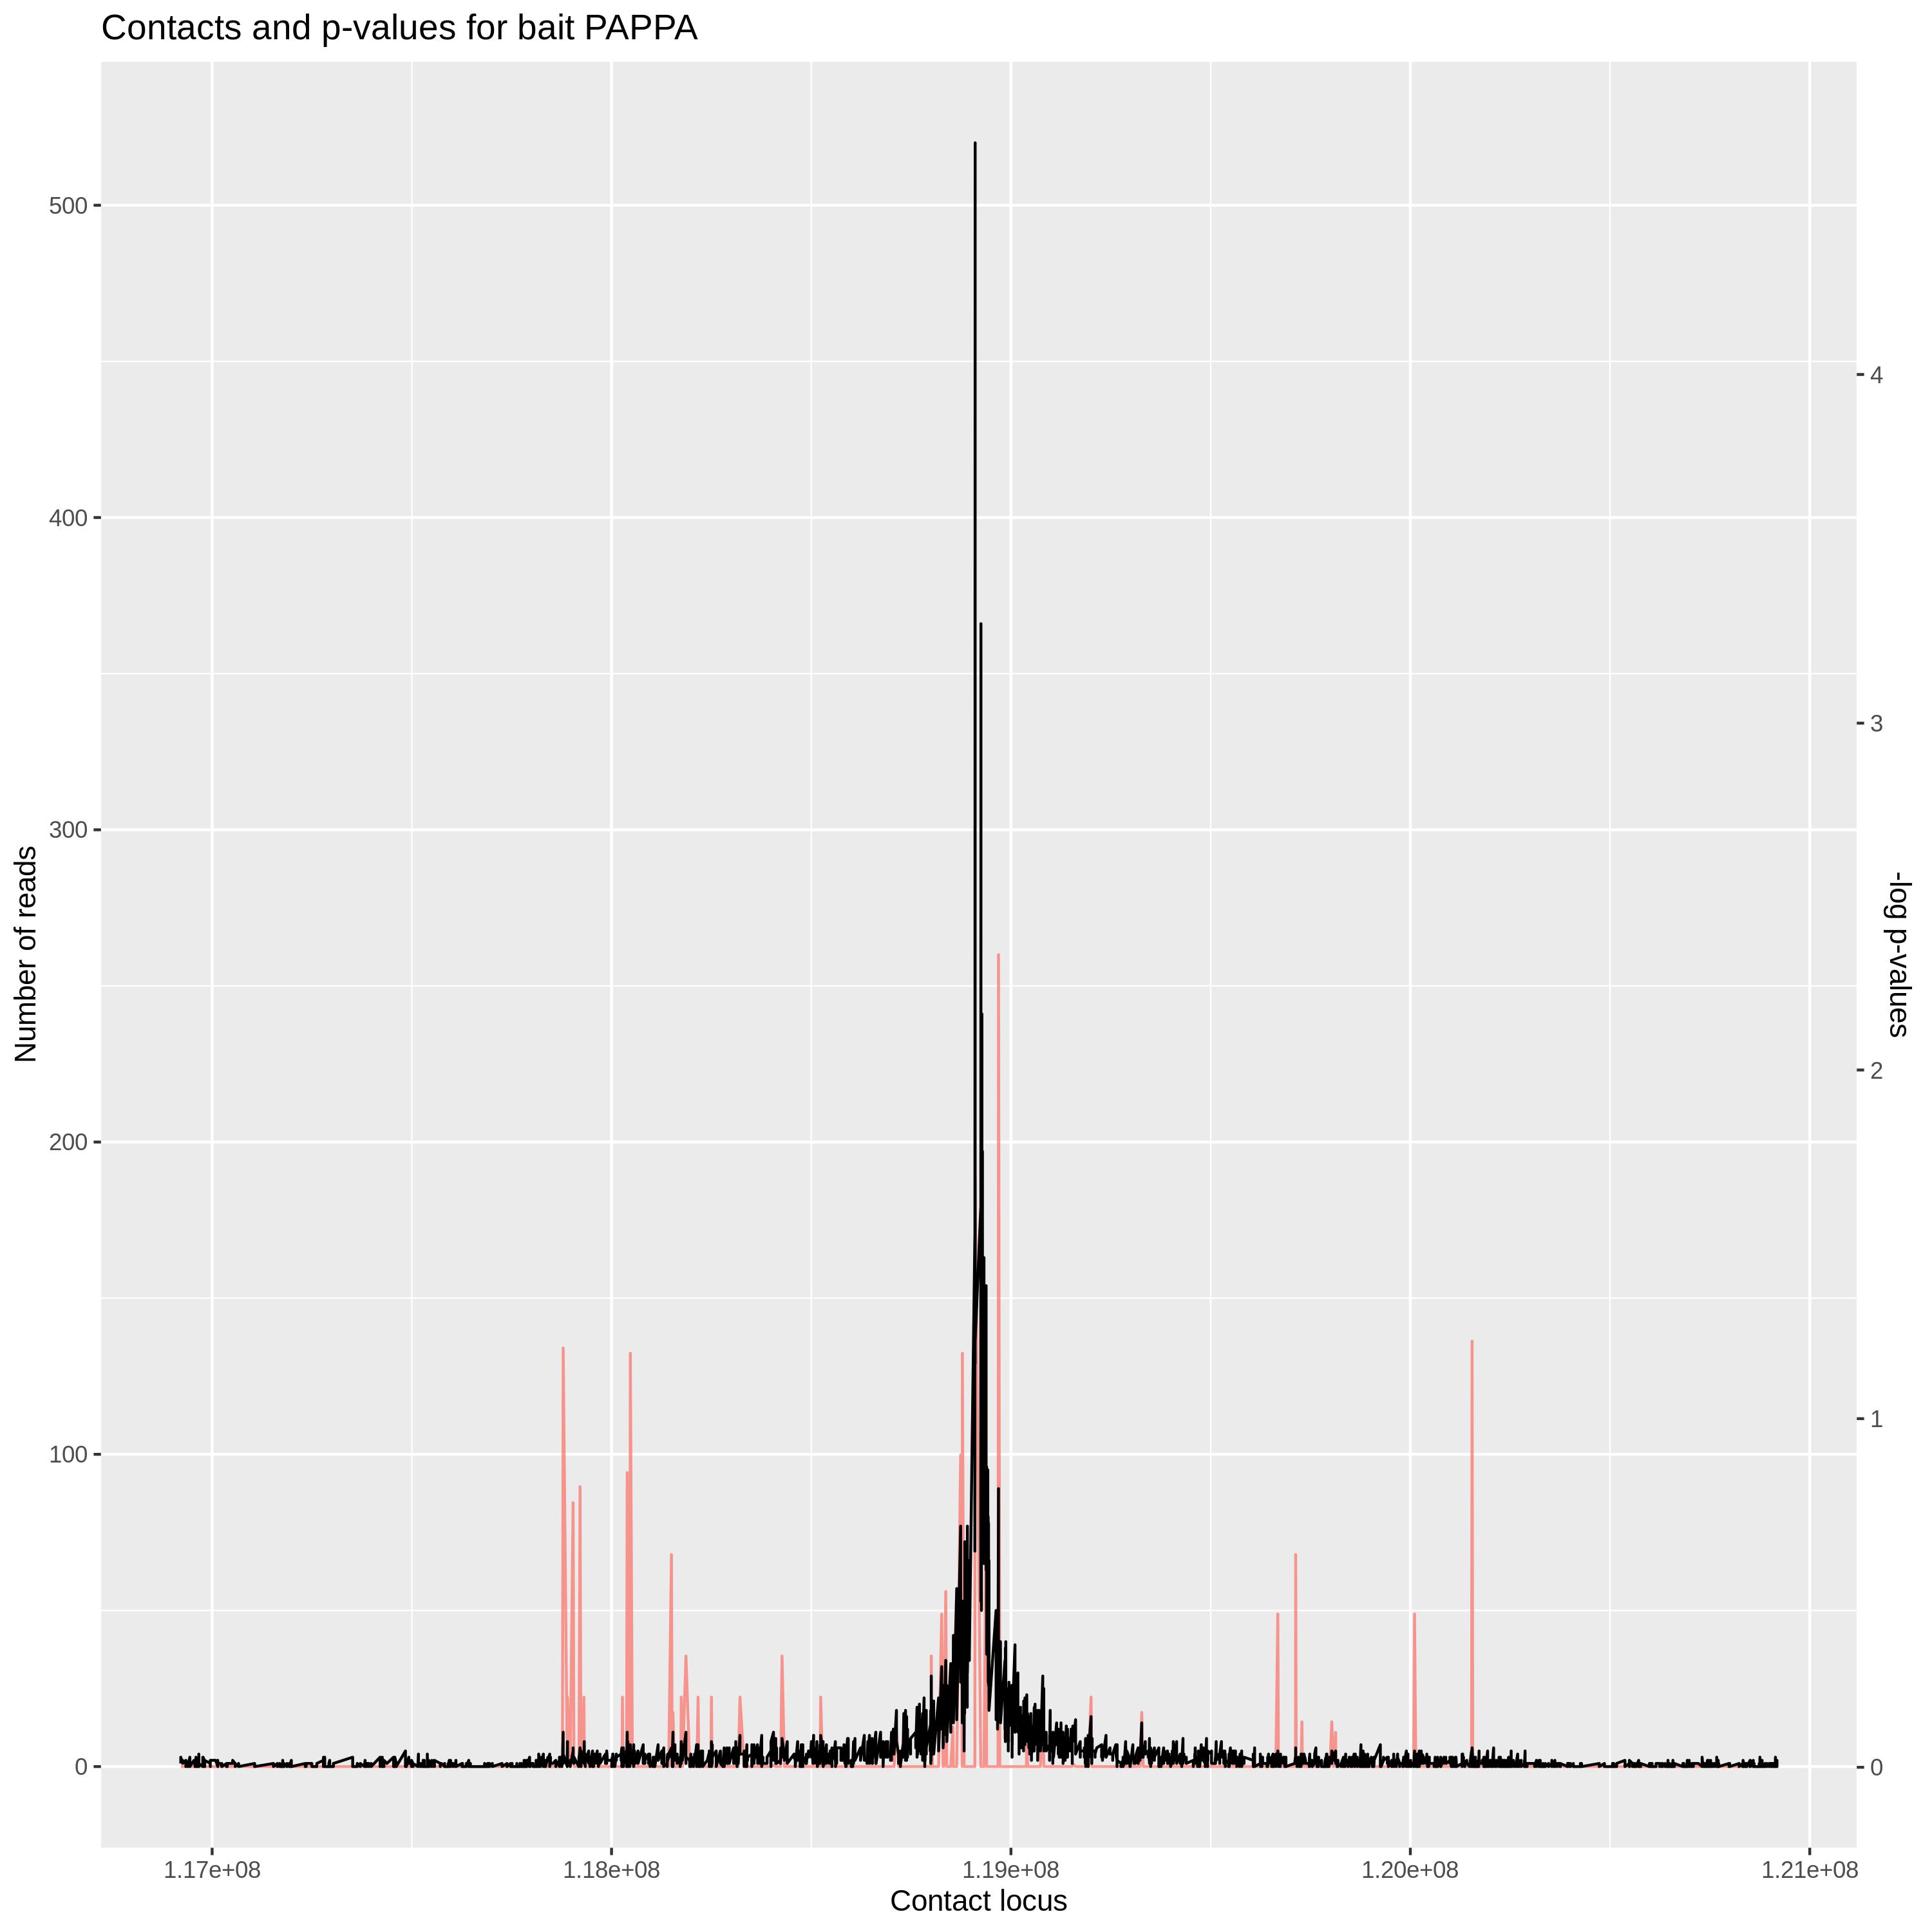 Contacts and p-values for bait PAPPA
500
400
300
200
100
0
Number of reads
4
3
2
1
0
-log p-values
1.17e+08
1.18e+08
1.19e+08
1.20e+08
1.21e+08
Contact locus